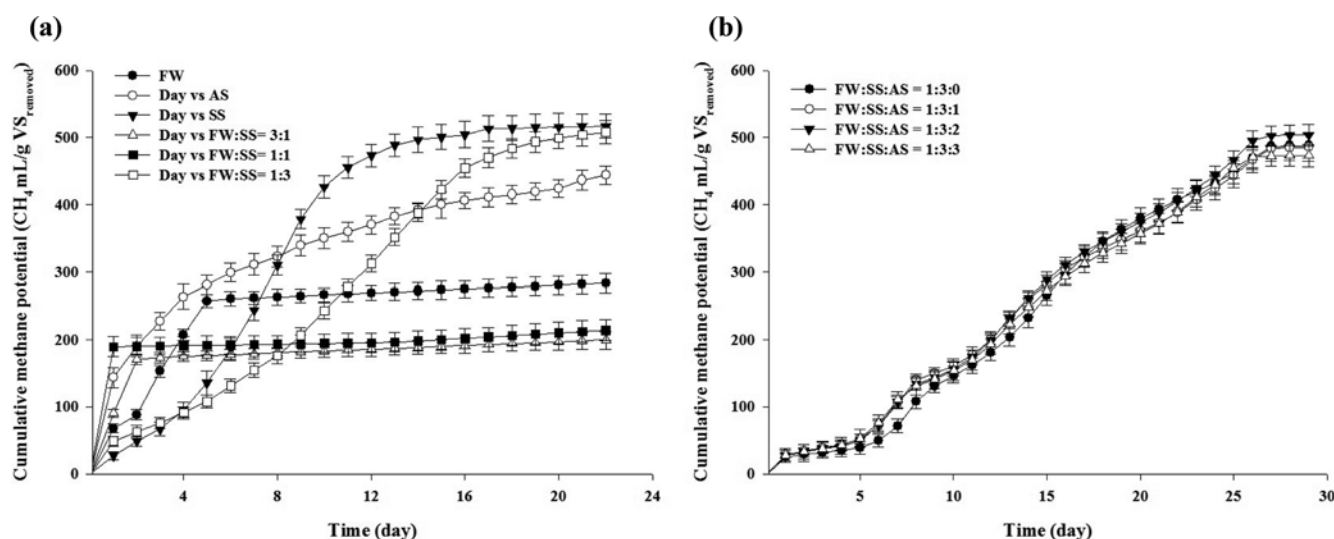 (a)
600
500
400
300
200
100
0
Cumulative methane potential (CH4 mL/g VSremoved)
FW
Day vs AS
Day vs SS
Day vs FW:SS= 3:1
Day vs FW:SS= 1:1
Day vs FW:SS= 1:3
4 8 12 16 20 24
Time (day)
(b)
600
500
400
300
200
100
0
Cumulative methane potential (CH4 mL/g VSremoved)
FW:SS:AS = 1:3:0
FW:SS:AS = 1:3:1
FW:SS:AS = 1:3:2
FW:SS:AS = 1:3:3
5 10 15 20 25 30
Time (day)